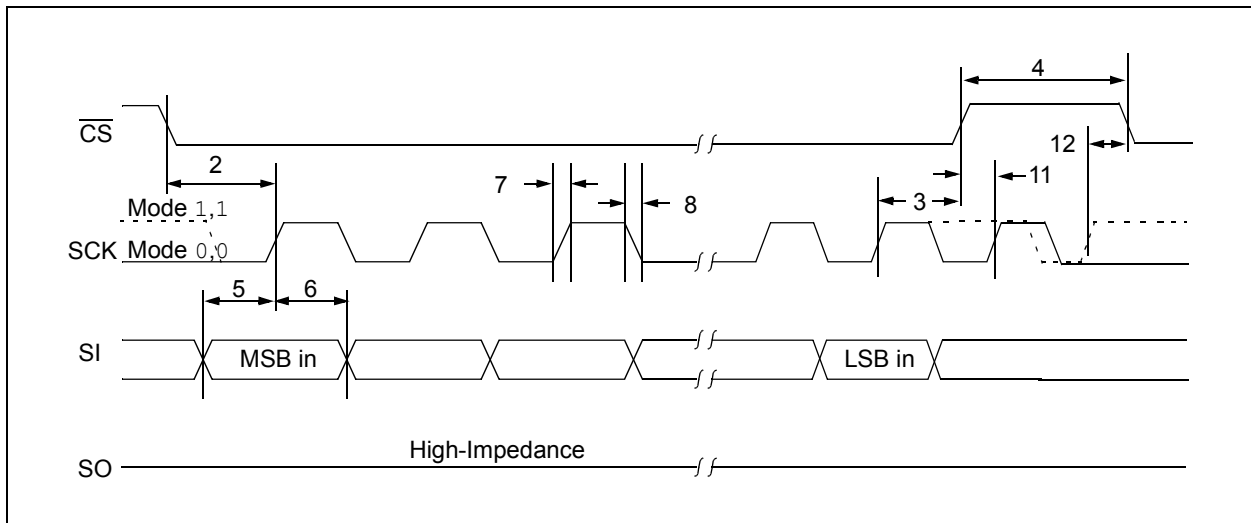 4
CS
12
2
7
11
3
8
Mode 1,1
SCK Mode 0,0
5
6
SI
MSB in
LSB in
High-Impedance
SO